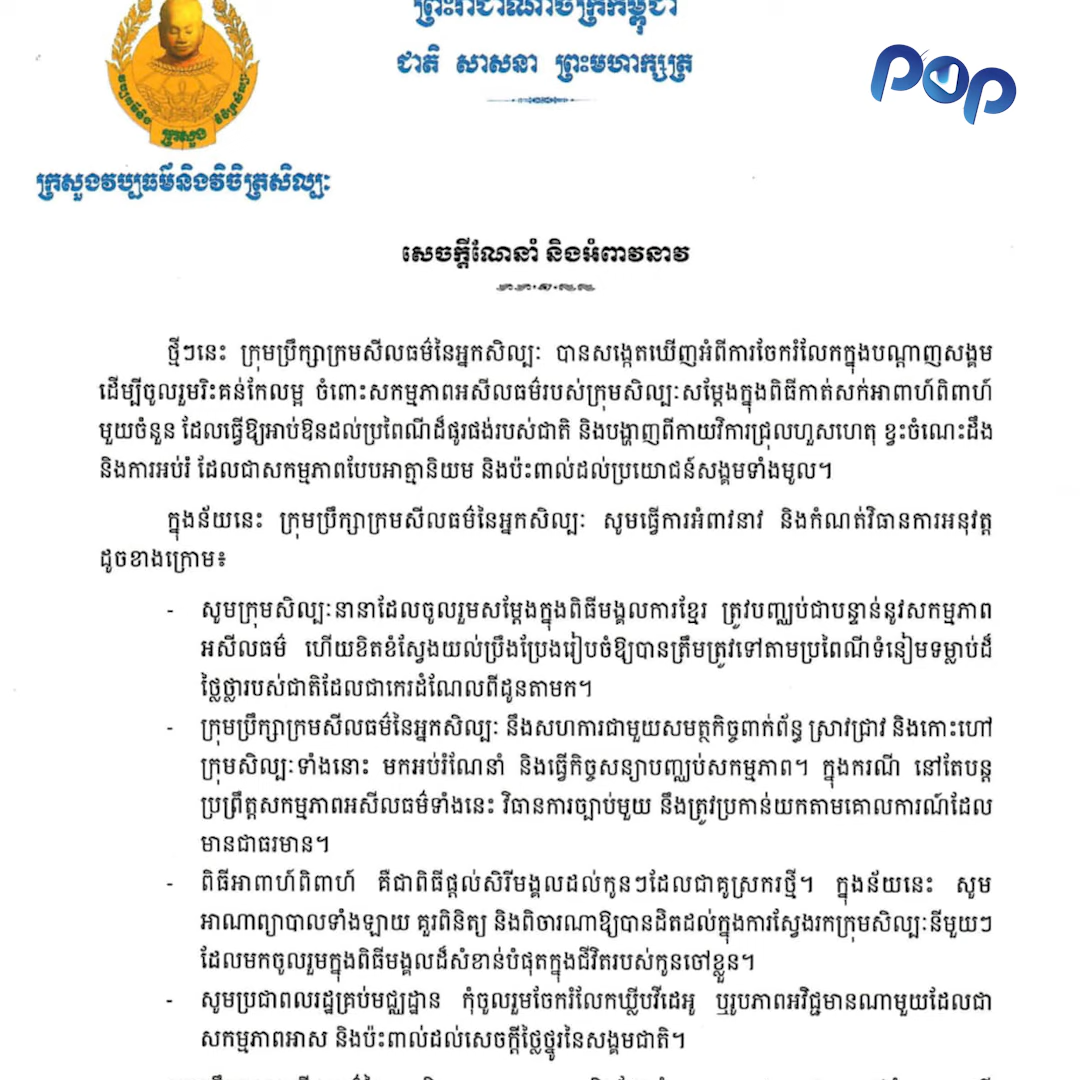 ព្រះរាជាណាចក្រកម្ពុជា
ជាតិ សាសនា ព្រះមហាក្សត្រ
pop
ក្រសួង
ក្រសួងវប្បធម៌និងវិចិត្រសិល្បៈ
សេចក្តីណែនាំ និងអំពាវនាវ
ថ្មីៗនេះ ក្រុមប្រឹក្សាក្រមសីលធម៌នៃអ្នកសិល្បៈ បានសង្កេតឃើញអំពីការចែករំលែកក្នុងបណ្តាញសង្គម
ដើម្បីចូលរួមរិះគន់កែលម្អ ចំពោះសកម្មភាពអសីលធម៌របស់ក្រុមសិល្បៈសម្តែងក្នុងពិធីកាត់សក់អាពាហ៍ពិពាហ៍
មួយចំនួន ដែលធ្វើឱ្យអាប់ឱនដល់ប្រពៃណីដ៏ផូរផង់របស់ជាតិ និងបង្ហាញពីកាយវិការជ្រុលហួសហេតុ ខ្វះចំណេះដឹង
និងការអប់រំ ដែលជាសកម្មភាពបែបអាត្មានិយម និងប៉ះពាល់ដល់ប្រយោជន៍សង្គមទាំងមូល។
ក្នុងន័យនេះ ក្រុមប្រឹក្សាក្រមសីលធម៌នៃអ្នកសិល្បៈ សូមធ្វើការអំពាវនាវ និងកំណត់វិធានការអនុវត្ត
ដូចខាងក្រោម៖
- សូមក្រុមសិល្បៈនានាដែលចូលរួមសម្តែងក្នុងពិធីមង្គលការខ្មែរ ត្រូវបញ្ឈប់ជាបន្ទាន់នូវសកម្មភាព
អសីលធម៌ ហើយខិតខំស្វែងយល់ប្រឹងប្រែងរៀបចំឱ្យបានត្រឹមត្រូវទៅតាមប្រពៃណីទំនៀមទម្លាប់ដ៏
ថ្លៃថ្លារបស់ជាតិដែលជាកេរដំណែលពីដូនតាមក។
- ក្រុមប្រឹក្សាក្រមសីលធម៌នៃអ្នកសិល្បៈ នឹងសហការជាមួយសមត្ថកិច្ចពាក់ព័ន្ធ ស្រាវជ្រាវ និងកោះហៅ
ក្រុមសិល្បៈទាំងនោះ មកអប់រំណែនាំ និងធ្វើកិច្ចសន្យាបញ្ឈប់សកម្មភាព។ ក្នុងករណី នៅតែបន្ត
ប្រព្រឹត្តសកម្មភាពអសីលធម៌ទាំងនេះ វិធានការច្បាប់មួយ នឹងត្រូវប្រកាន់យកតាមគោលការណ៍ដែល
មានជាធរមាន។
- ពិធីអាពាហ៍ពិពាហ៍ គឺជាពិធីផ្តល់សិរីមង្គលដល់កូនៗដែលជាគូស្រករថ្មី។ ក្នុងន័យនេះ សូម
អាណាព្យាបាលទាំងឡាយ គួរពិនិត្យ និងពិចារណាឱ្យបានដិតដល់ក្នុងការស្វែងរកក្រុមសិល្បៈនីមួយៗ
ដែលមកចូលរួមក្នុងពិធីមង្គលដ៏សំខាន់បំផុតក្នុងជីវិតរបស់កូនចៅខ្លួន។
- សូមប្រជាពលរដ្ឋគ្រប់មជ្ឈដ្ឋាន កុំចូលរួមចែករំលែកឃ្លីបវីដេអូ ឬរូបភាពអវិជ្ជមានណាមួយដែលជា
សកម្មភាពអាស និងប៉ះពាល់ដល់សេចក្តីថ្លៃថ្នូរនៃសង្គមជាតិ។